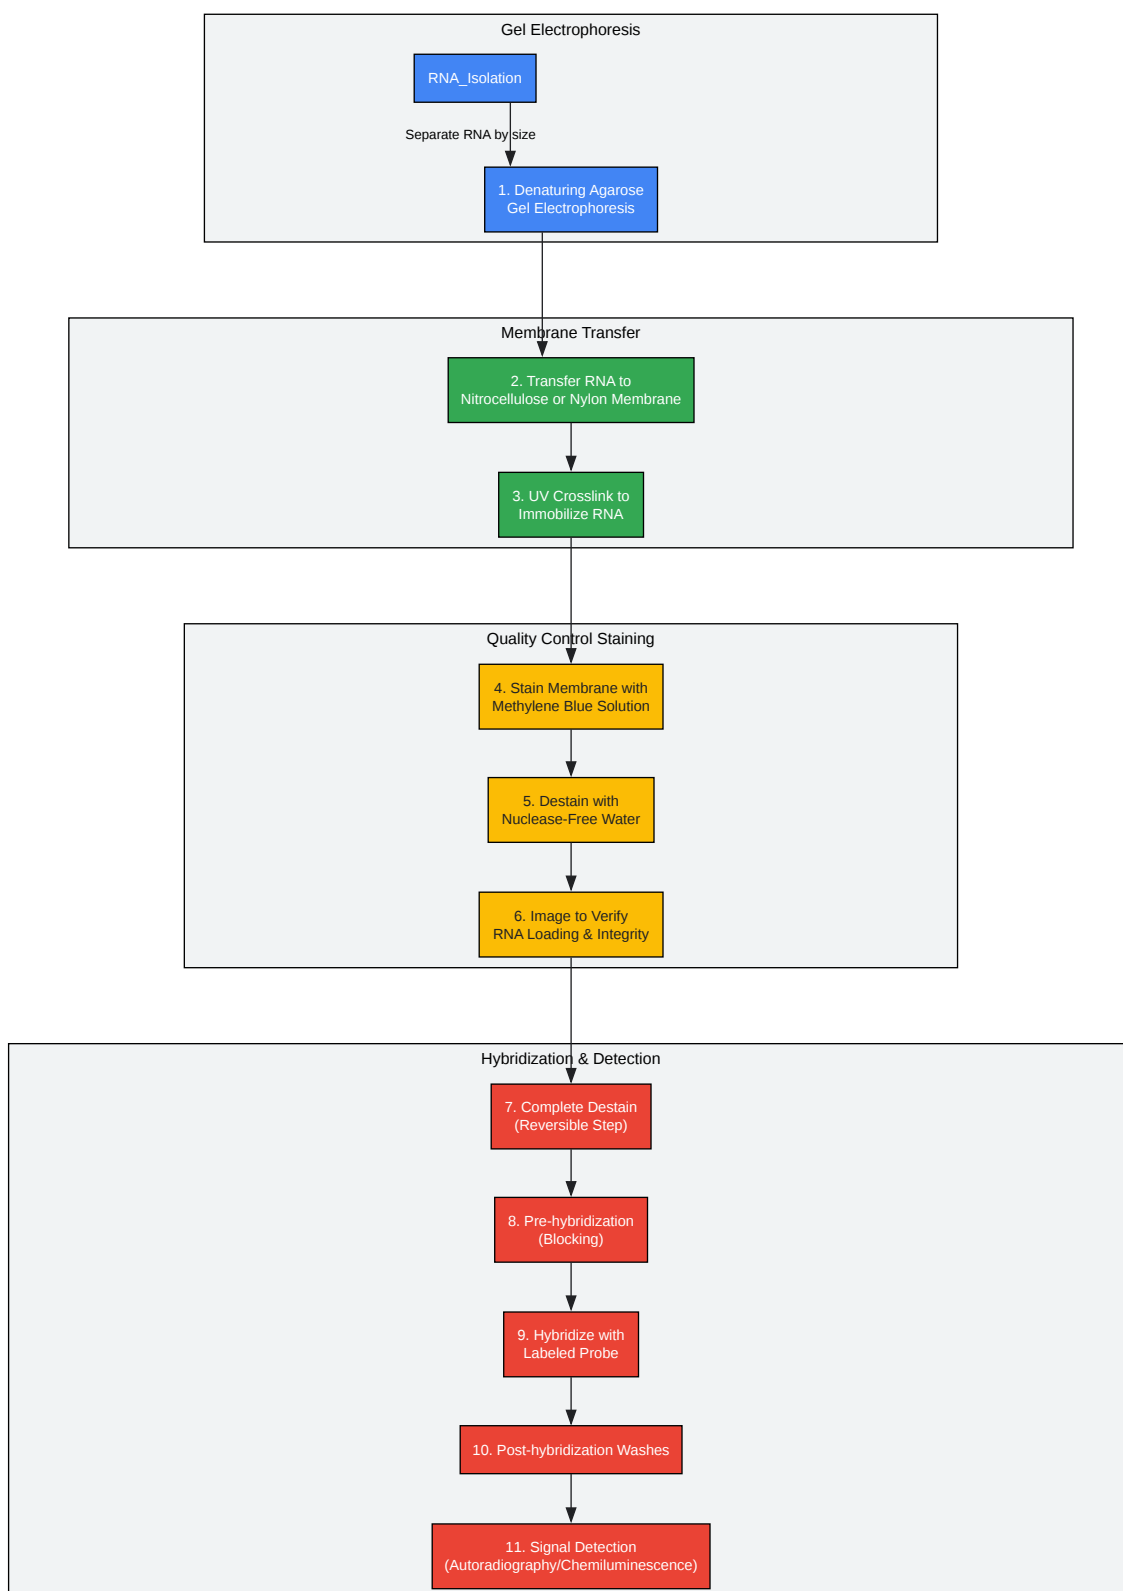 Gel Electrophoresis
RNA_Isolation
Separate RNA by size
1. Denaturing Agarose
Gel Electrophoresis
Membrane Transfer
2. Transfer RNA to
Nitrocellulose or Nylon Membrane
3. UV Crosslink to
Immobilize RNA
Quality Control Staining
4. Stain Membrane with
Methylene Blue Solution
5. Destain with
Nuclease-Free Water
6. Image to Verify
RNA Loading & Integrity
Hybridization & Detection
7. Complete Destain
(Reversible Step)
8. Pre-hybridization
(Blocking)
9. Hybridize with
Labeled Probe
10. Post-hybridization Washes
11. Signal Detection
(Autoradiography/Chemiluminescence)